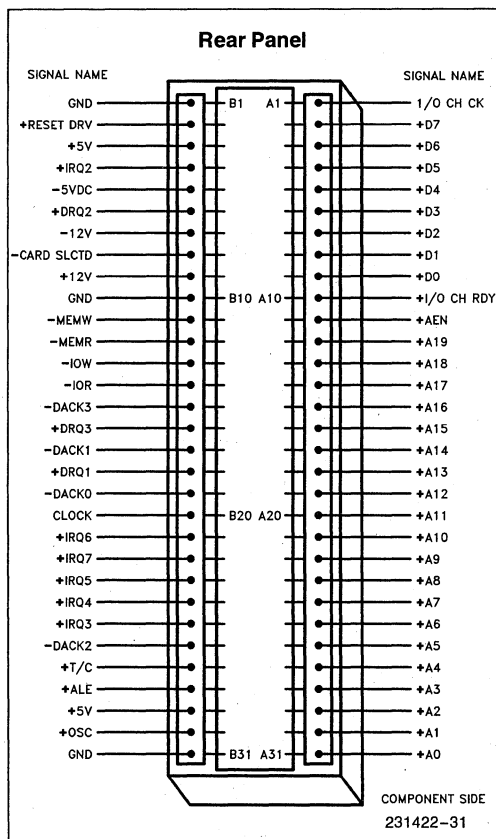 Rear Panel
SIGNAL NAME SIGNAL NAME
GND B1 A1 I/O CH CK
+RESET DRV +D7
+5V +D6
+IRQ2 +D5
-5VDC +D4
+DRQ2 +D3
-12V +D2
-CARD SLCTD +D1
+12V +D0
GND B10 A10 +I/O CH RDY
-MEMW +AEN
-MEMR +A19
-IOW +A18
-IOR +A17
-DACK3 +A16
+DRQ3 +A15
-DACK1 +A14
+DRQ1 +A13
-DACK0 +A12
CLOCK B20 A20 +A11
+IRQ6 +A10
+IRQ7 +A9
+IRQ5 +A8
+IRQ4 +A7
+IRQ3 +A6
-DACK2 +A5
+T/C +A4
+ALE +A3
+5V +A2
+OSC +A1
GND B31 A31 +A0
COMPONENT SIDE
231422-31